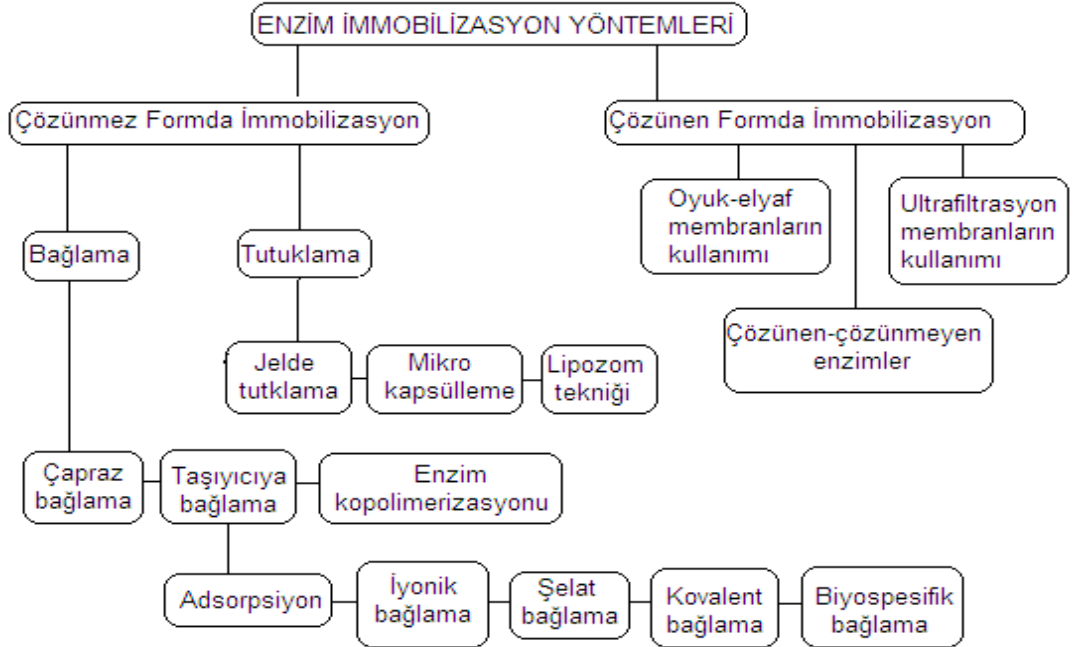 ENZİM İMMOBİLİZASYON YÖNTEMLERİ
Çözünmez Formda İmmobilizasyon
Çözünen Formda İmmobilizasyon
Bağlama
Tutuklama
Oyuk-elyaf
membranların
kullanımı
Ultrafiltrasyon
membranların
kullanımı
Çözünen-çözünmeyen
enzimler
Jelde
tutklama
Mikro
kapsülleme
Lipozom
tekniği
Çapraz
bağlama
Taşıyıcıya
bağlama
Enzim
kopolimerizasyonu
Adsorpsiyon
İyonik
bağlama
Şelat
bağlama
Kovalent
bağlama
Biyospesifik
bağlama